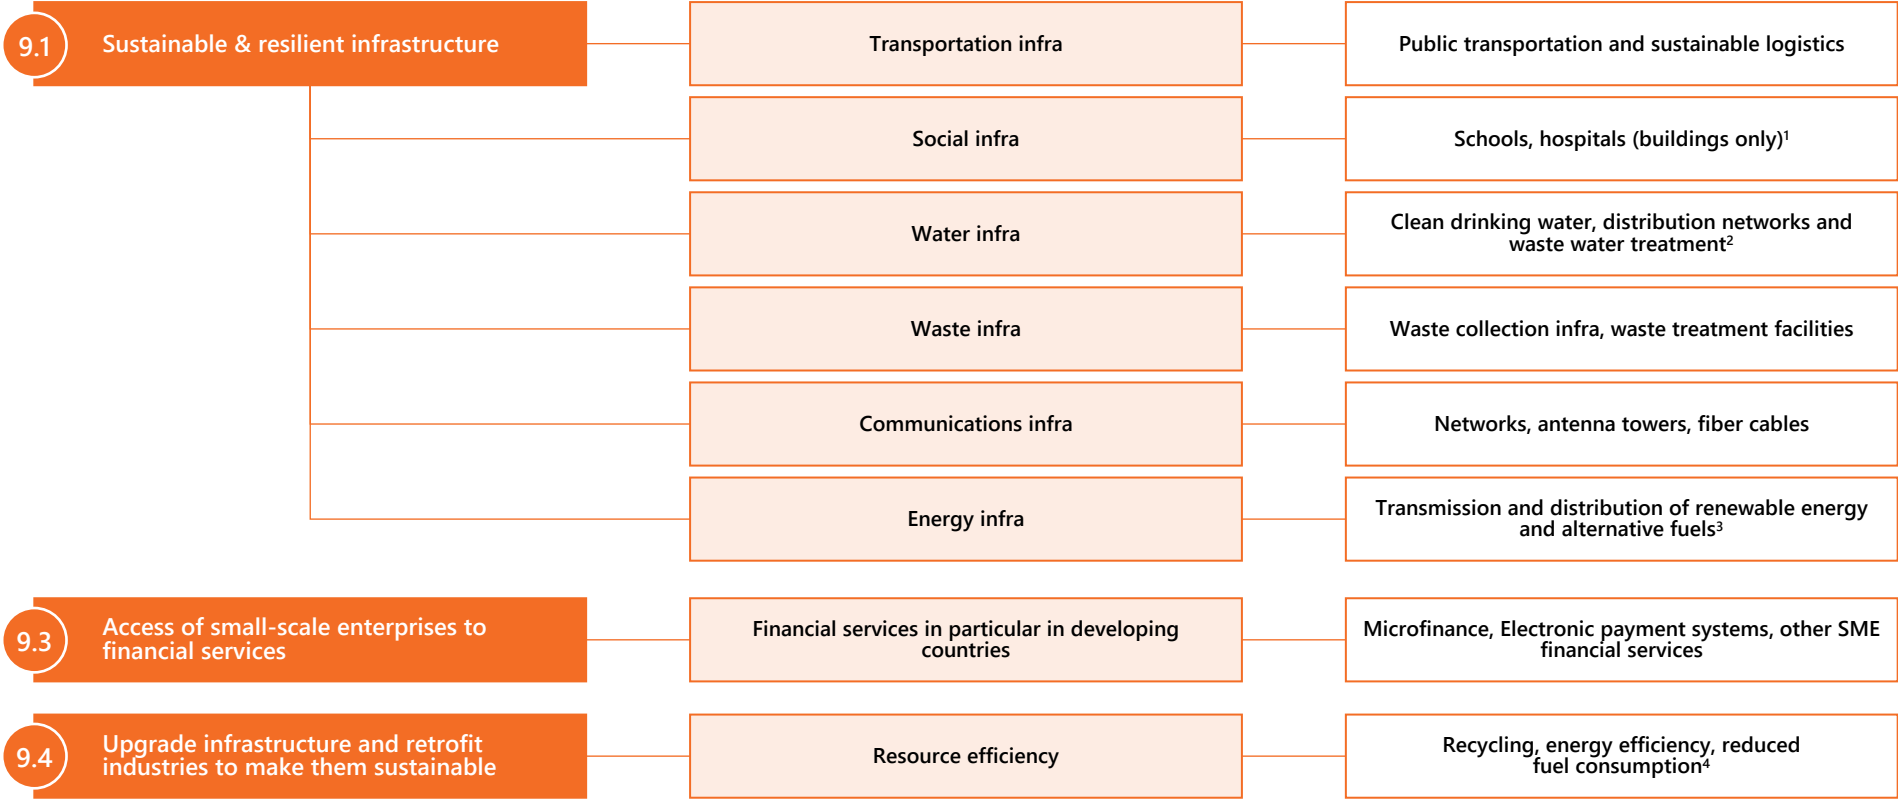 9.1
Sustainable & resilient infrastructure
Transportation infra
Public transportation and sustainable logistics
Social infra
Schools, hospitals (buildings only)¹
Water infra
Clean drinking water, distribution networks and
waste water treatment²
Waste infra
Waste collection infra, waste treatment facilities
Communications infra
Networks, antenna towers, fiber cables
Energy infra
Transmission and distribution of renewable energy
and alternative fuels³
9.3
Access of small-scale enterprises to
financial services
Financial services in particular in developing
countries
Microfinance, Electronic payment systems, other SME
financial services
9.4
Upgrade infrastructure and retrofit
industries to make them sustainable
Resource efficiency
Recycling, energy efficiency, reduced
fuel consumption⁴